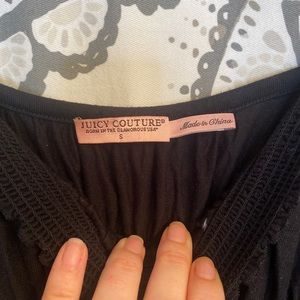 JUICY COUTURE®
BORN IN THE GLAMOROUS USA®
S
Made in China